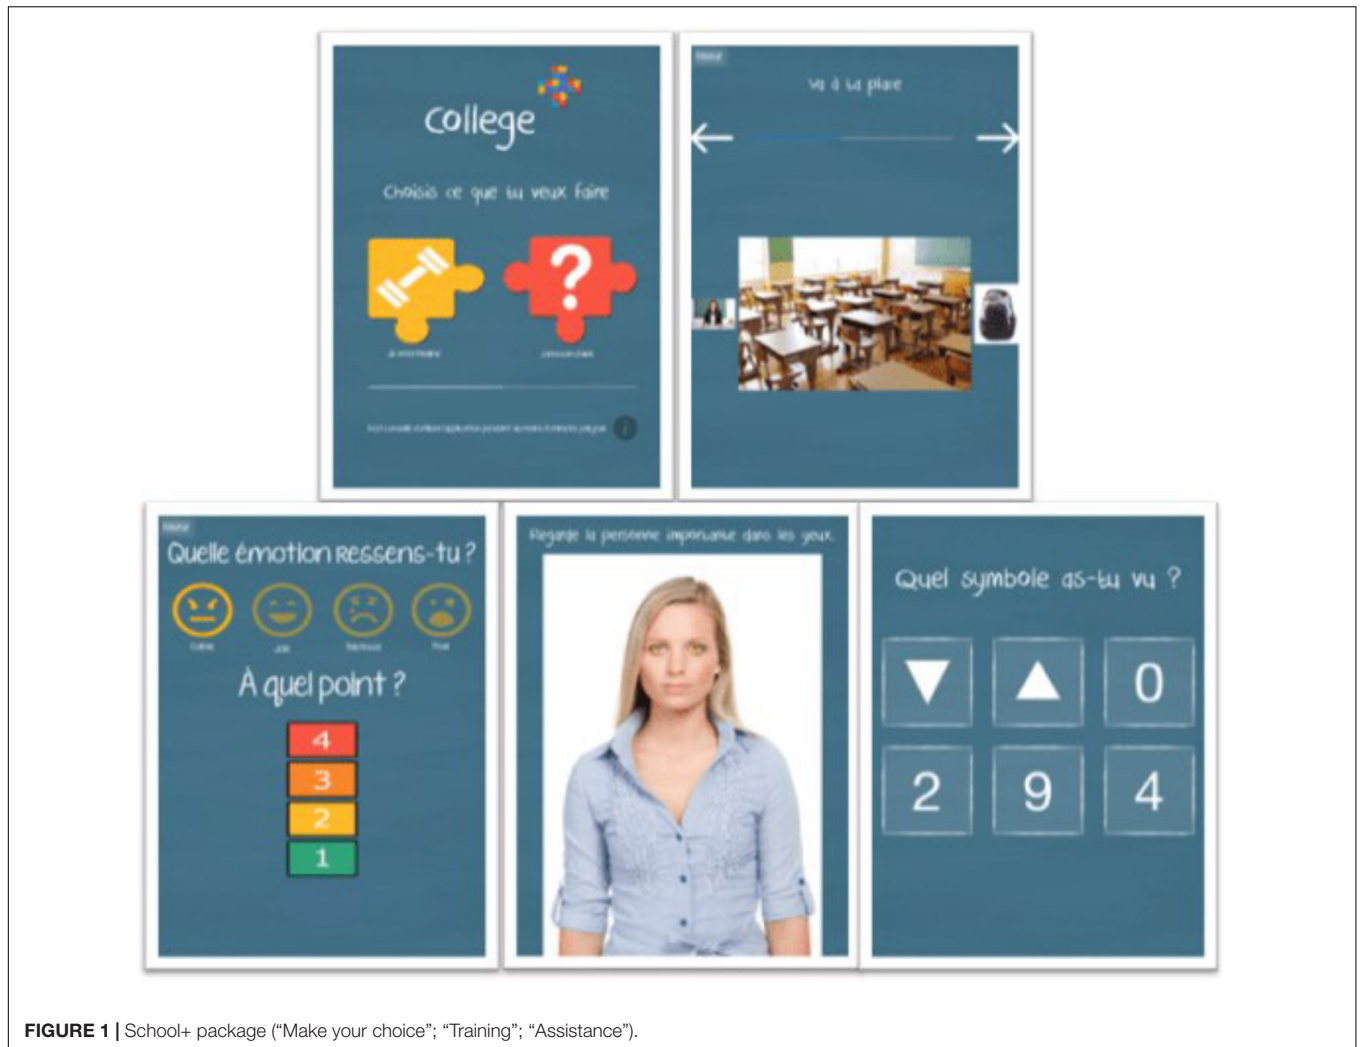 college
Choisis ce que tu veux faire
Va à ta place
Quelle émotion ressens-tu ?
À quel point ?
4
3
2
1
Regarde la personne importante dans les yeux.
Quel symbole as-tu vu ?
0
2 9 4
FIGURE 1 | School+ package (“Make your choice”; “Training”; “Assistance”).